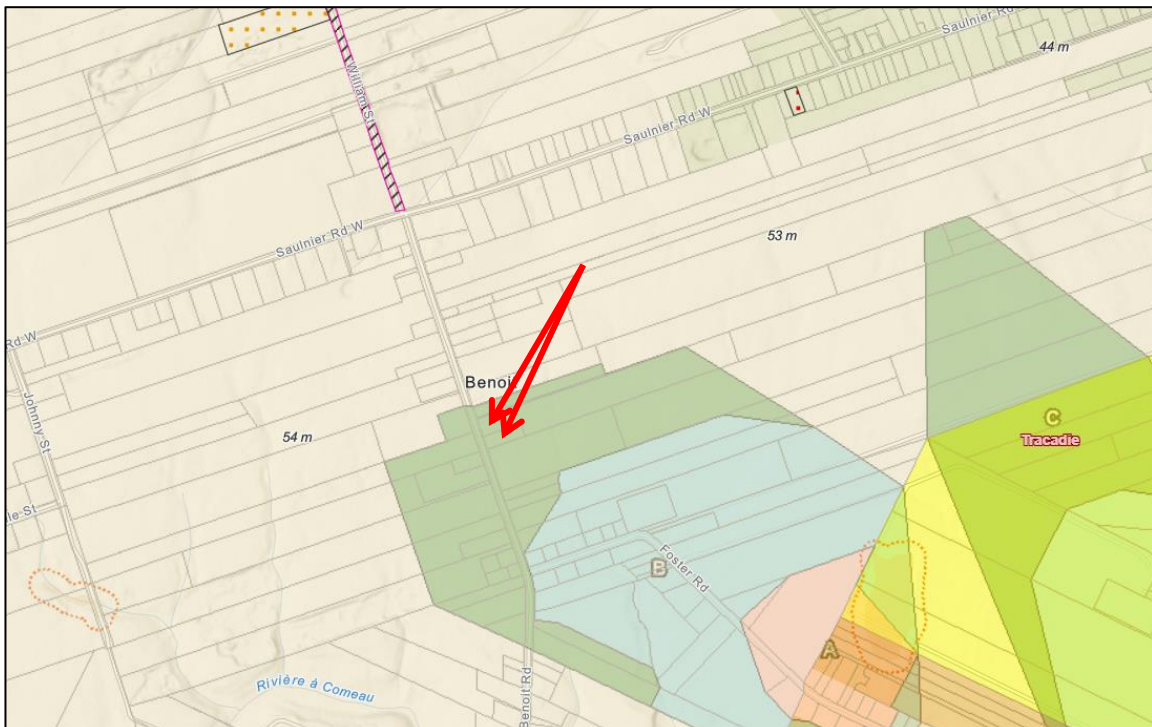 Saulnier Rd
44 m
William St
Saulnier Rd W
53 m
Saulnier Rd W
Rd W
Benoit
Johnny St
54 m
C
Tracadie
le St
B
Foster Rd
A
Rivière à Comeau
Benoit Rd